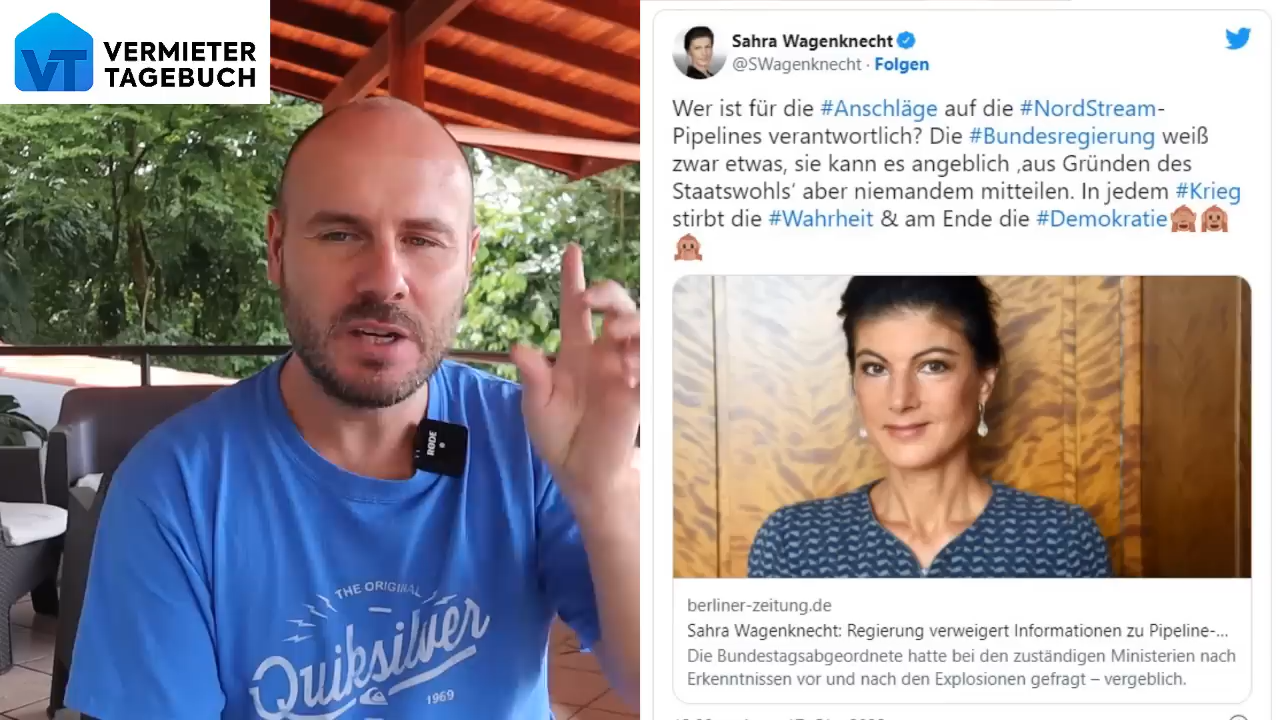 VT
VERMIETER
TAGEBUCH
RØDE
THE ORIGINAL
Quiksilver
1969
Sahra Wagenknecht
@SWagenknecht · Folgen
Wer ist für die #Anschläge auf die #NordStream-
Pipelines verantwortlich? Die #Bundesregierung weiß
zwar etwas, sie kann es angeblich ‚aus Gründen des
Staatswohls‘ aber niemandem mitteilen. In jedem #Krieg
stirbt die #Wahrheit & am Ende die #Demokratie🙈🙉
🙊
berliner-zeitung.de
Sahra Wagenknecht: Regierung verweigert Informationen zu Pipeline-...
Die Bundestagsabgeordnete hatte bei den zuständigen Ministerien nach
Erkenntnissen vor und nach den Explosionen gefragt – vergeblich.